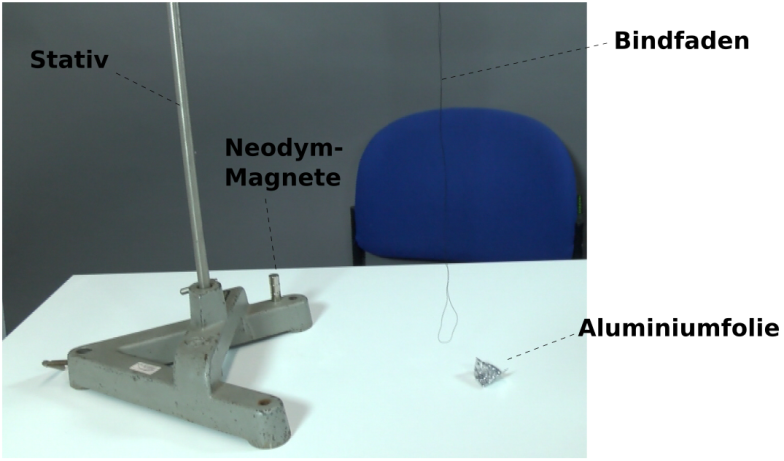 Stativ
Neodym-
Magnete
Bindfaden
Aluminiumfolie